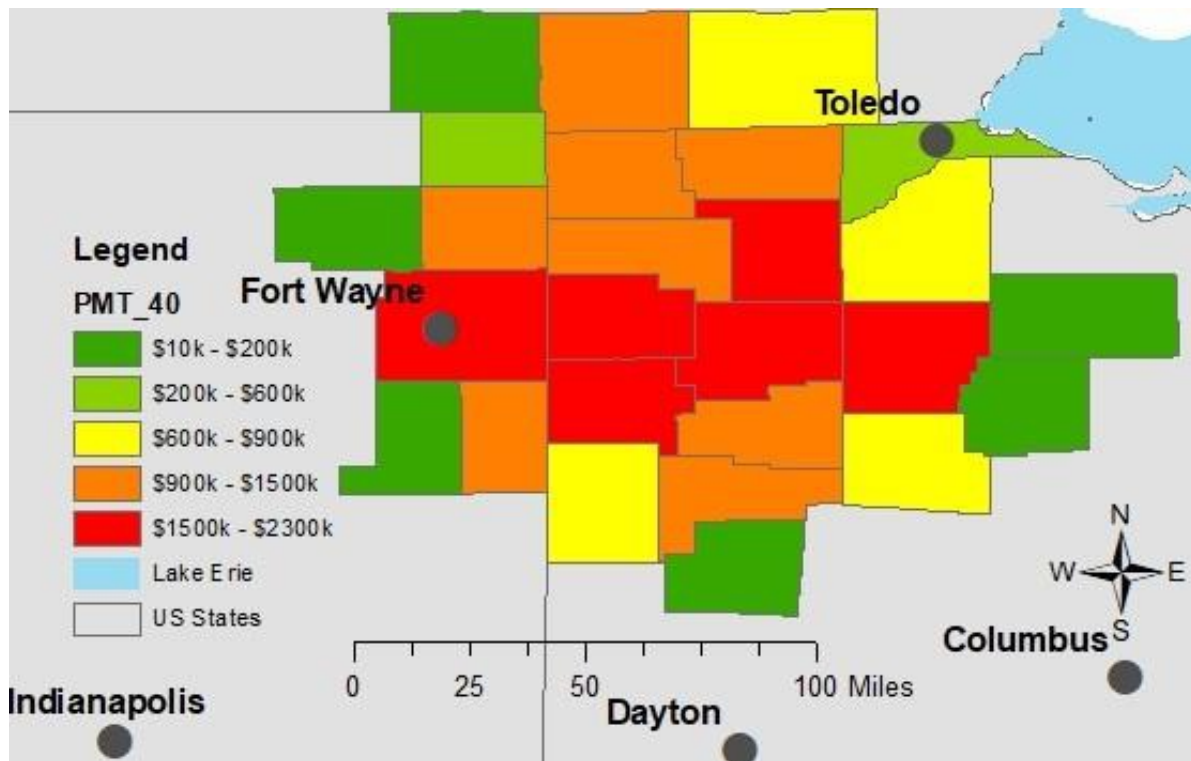 Toledo
Legend
Fort Wayne
PMT_40
$10k - $200k
$200k - $600k
$600k - $900k
$900k - $1500k
$1500k - $2300k
Lake Erie
US States
N
W E
S
Columbus
0 25 50 100 Miles
Indianapolis
Dayton